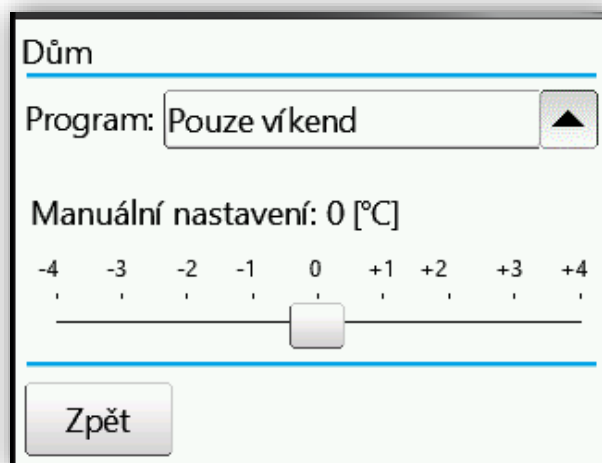 Dům
Program: Pouze víkend
Manuální nastavení: 0 [°C]
-4 -3 -2 -1 0 +1 +2 +3 +4
Zpět